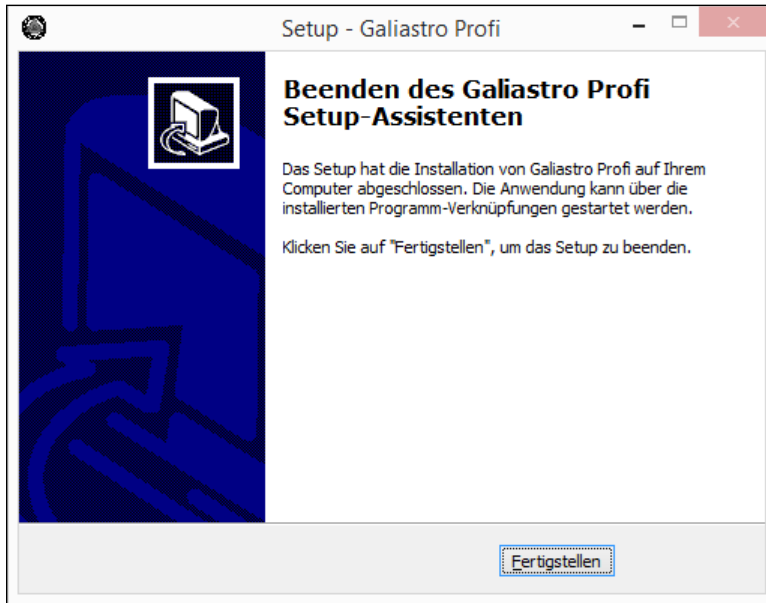 Setup - Galiastro Profi
Beenden des Galiastro Profi
Setup-Assistenten
Das Setup hat die Installation von Galiastro Profi auf Ihrem
Computer abgeschlossen. Die Anwendung kann über die
installierten Programm-Verknüpfungen gestartet werden.
Klicken Sie auf "Fertigstellen", um das Setup zu beenden.
Fertigstellen